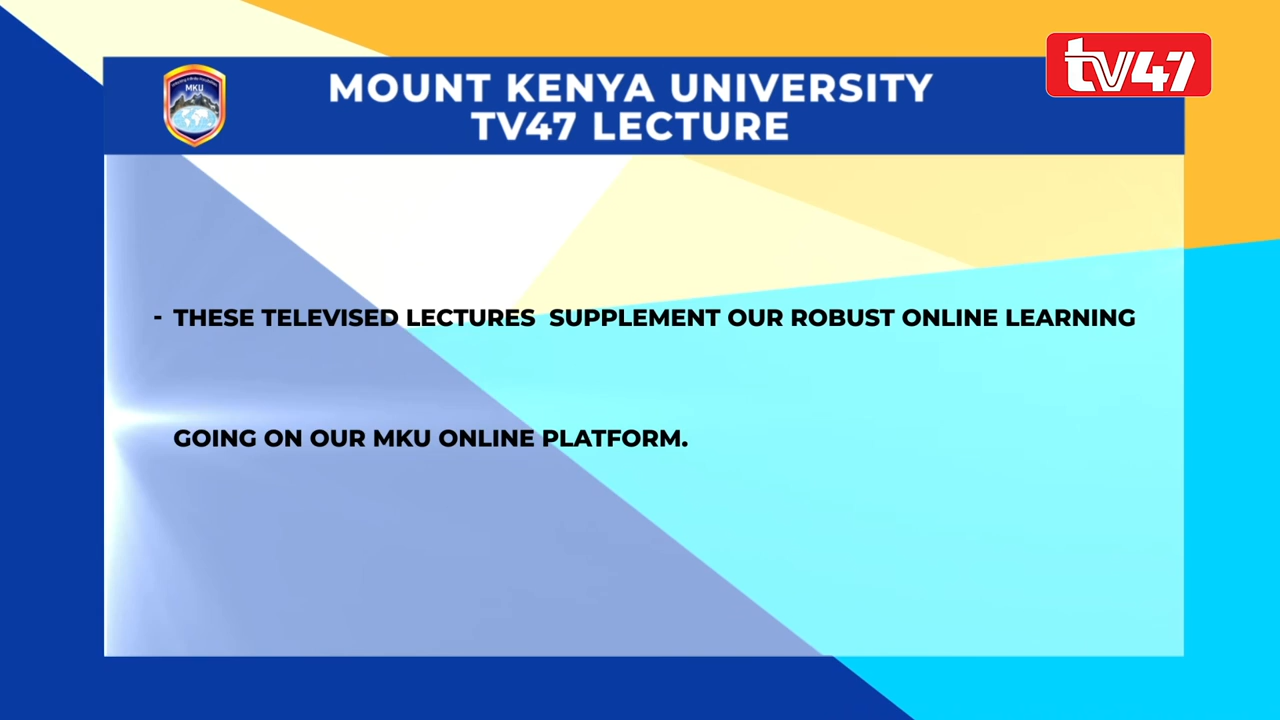 MOUNT KENYA UNIVERSITY
TV47 LECTURE
tv47
MKU
- THESE TELEVISED LECTURES  SUPPLEMENT OUR ROBUST ONLINE LEARNING
GOING ON OUR MKU ONLINE PLATFORM.